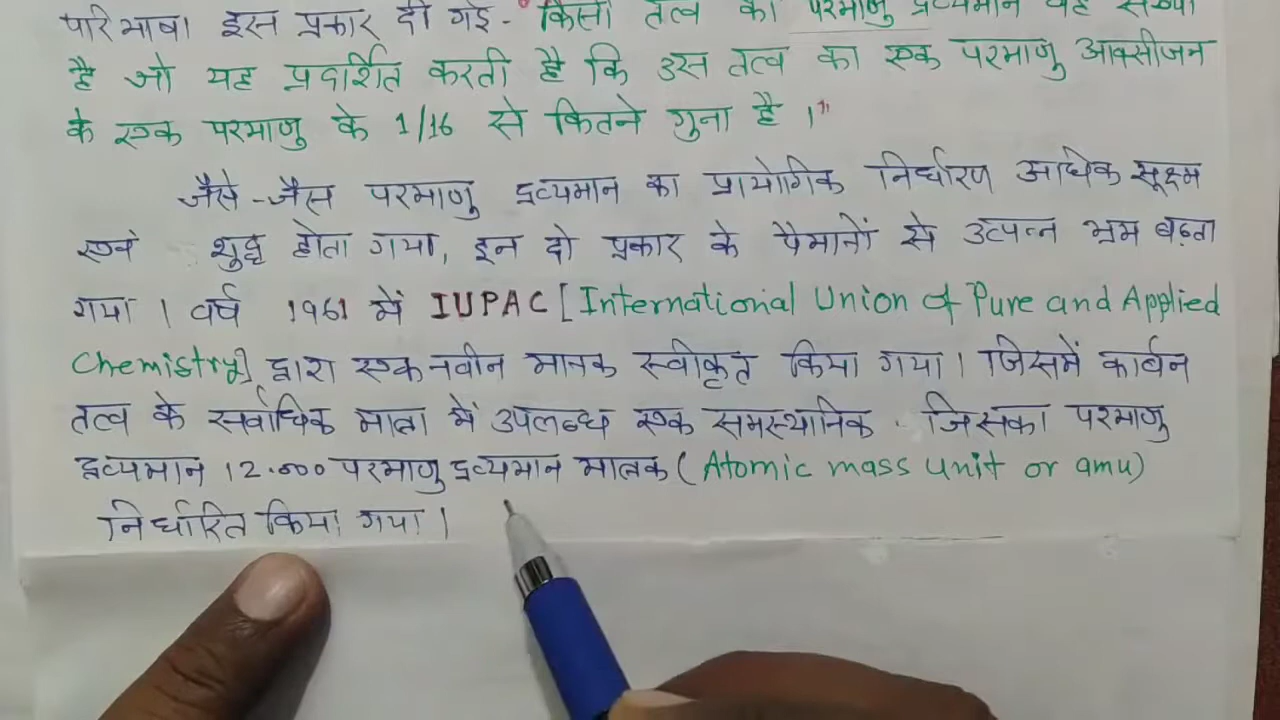 परिभाषा इस प्रकार दी गई- "किसी तत्व का परमाणु द्रव्यमान वह संख्या
है जो यह प्रदर्शित करती है कि उस तत्व का एक परमाणु आक्सीजन
के एक परमाणु के 1/16 से कितने गुना है ।"
जैसे-जैस परमाणु द्रव्यमान का प्रायोगिक निर्धारण अधिक सूक्ष्म
एवं शुद्ध होता गया, इन दो प्रकार के पैमानों से उत्पन्न भ्रम बढ़ता
गया । वर्ष 1961 में IUPAC [International Union of Pure and Applied
Chemistry] द्वारा एक नवीन मानक स्वीकृत किया गया । जिसमें कार्बन
तत्व के सर्वाधिक मात्रा में उपलब्ध एक समस्थानिक जिसका परमाणु
द्रव्यमान 12.000 परमाणु द्रव्यमान मात्रक (Atomic mass unit or amu)
निर्धारित किया गया ।